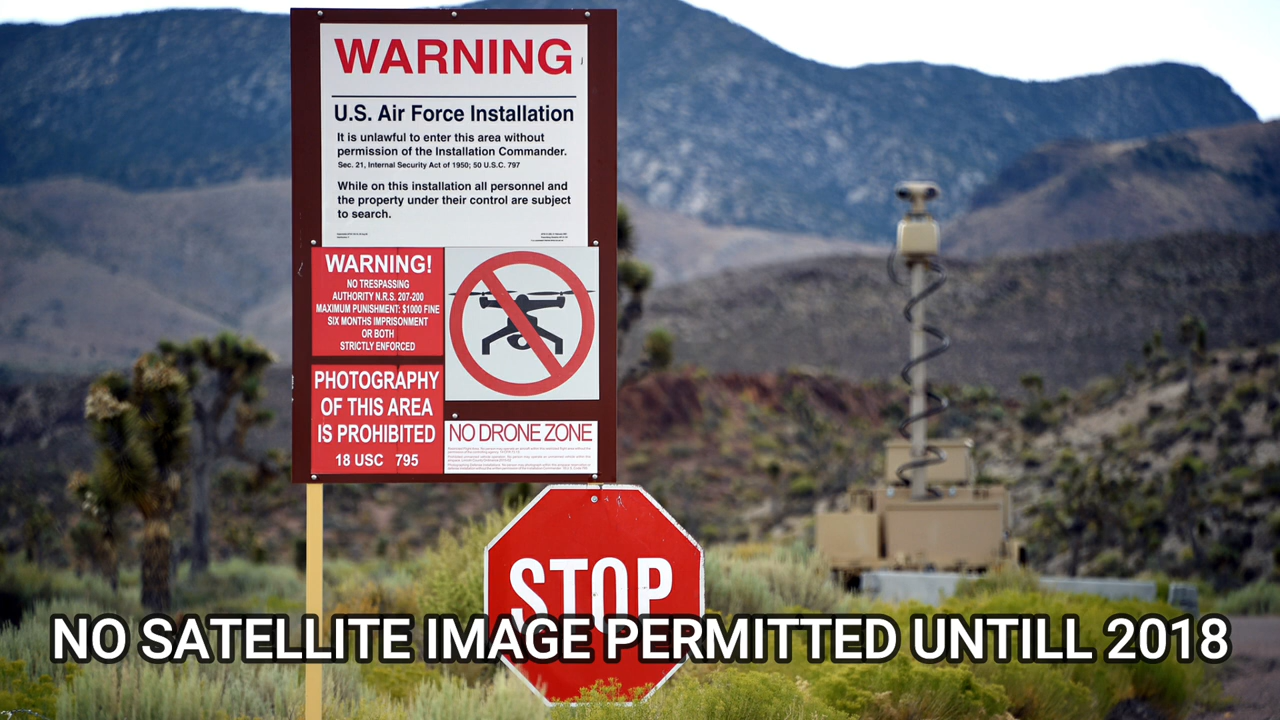 WARNING
U.S. Air Force Installation
It is unlawful to enter this area without
permission of the Installation Commander.
Sec. 21, Internal Security Act of 1950; 50 U.S.C. 797
While on this installation all personnel and
the property under their control are subject
to search.
WARNING!
NO TRESPASSING
AUTHORITY N.R.S. 207-200
MAXIMUM PUNISHMENT: $1000 FINE
SIX MONTHS IMPRISONMENT
OR BOTH
STRICTLY ENFORCED
PHOTOGRAPHY
OF THIS AREA
IS PROHIBITED
18 USC 795
NO DRONE ZONE
STOP
NO SATELLITE IMAGE PERMITTED UNTILL 2018